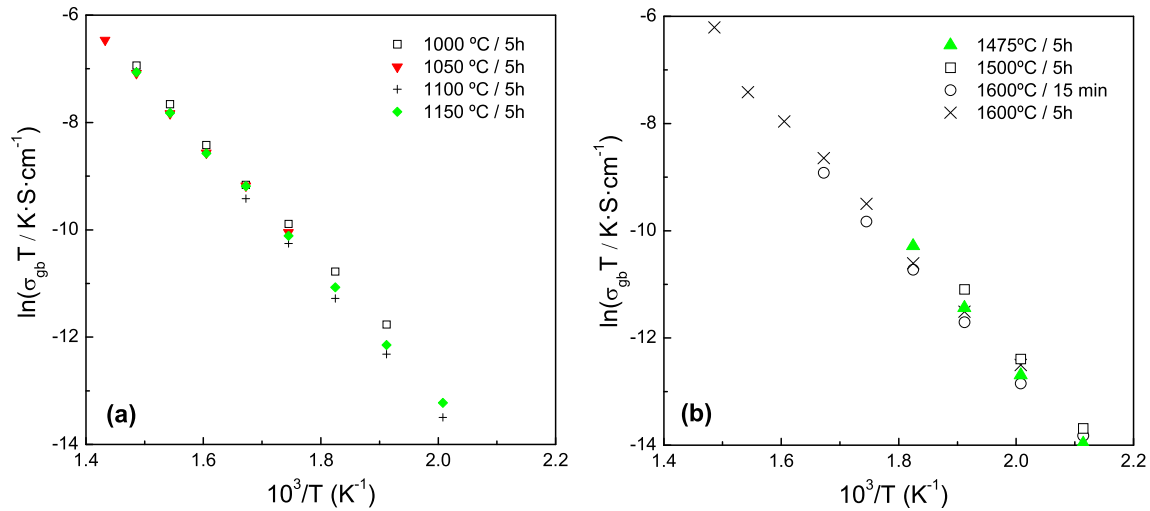 -6
-8
-10
-12
-14
ln(σgbT / K·S·cm⁻¹)
1000 ºC / 5h
1050 ºC / 5h
1100 ºC / 5h
1150 ºC / 5h
(a)
1.4 1.6 1.8 2.0 2.2
10³/T (K⁻¹)
-6
-8
-10
-12
-14
ln(σgbT / K·S·cm⁻¹)
1475ºC / 5h
1500ºC / 5h
1600ºC / 15 min
1600ºC / 5h
(b)
1.4 1.6 1.8 2.0 2.2
10³/T (K⁻¹)